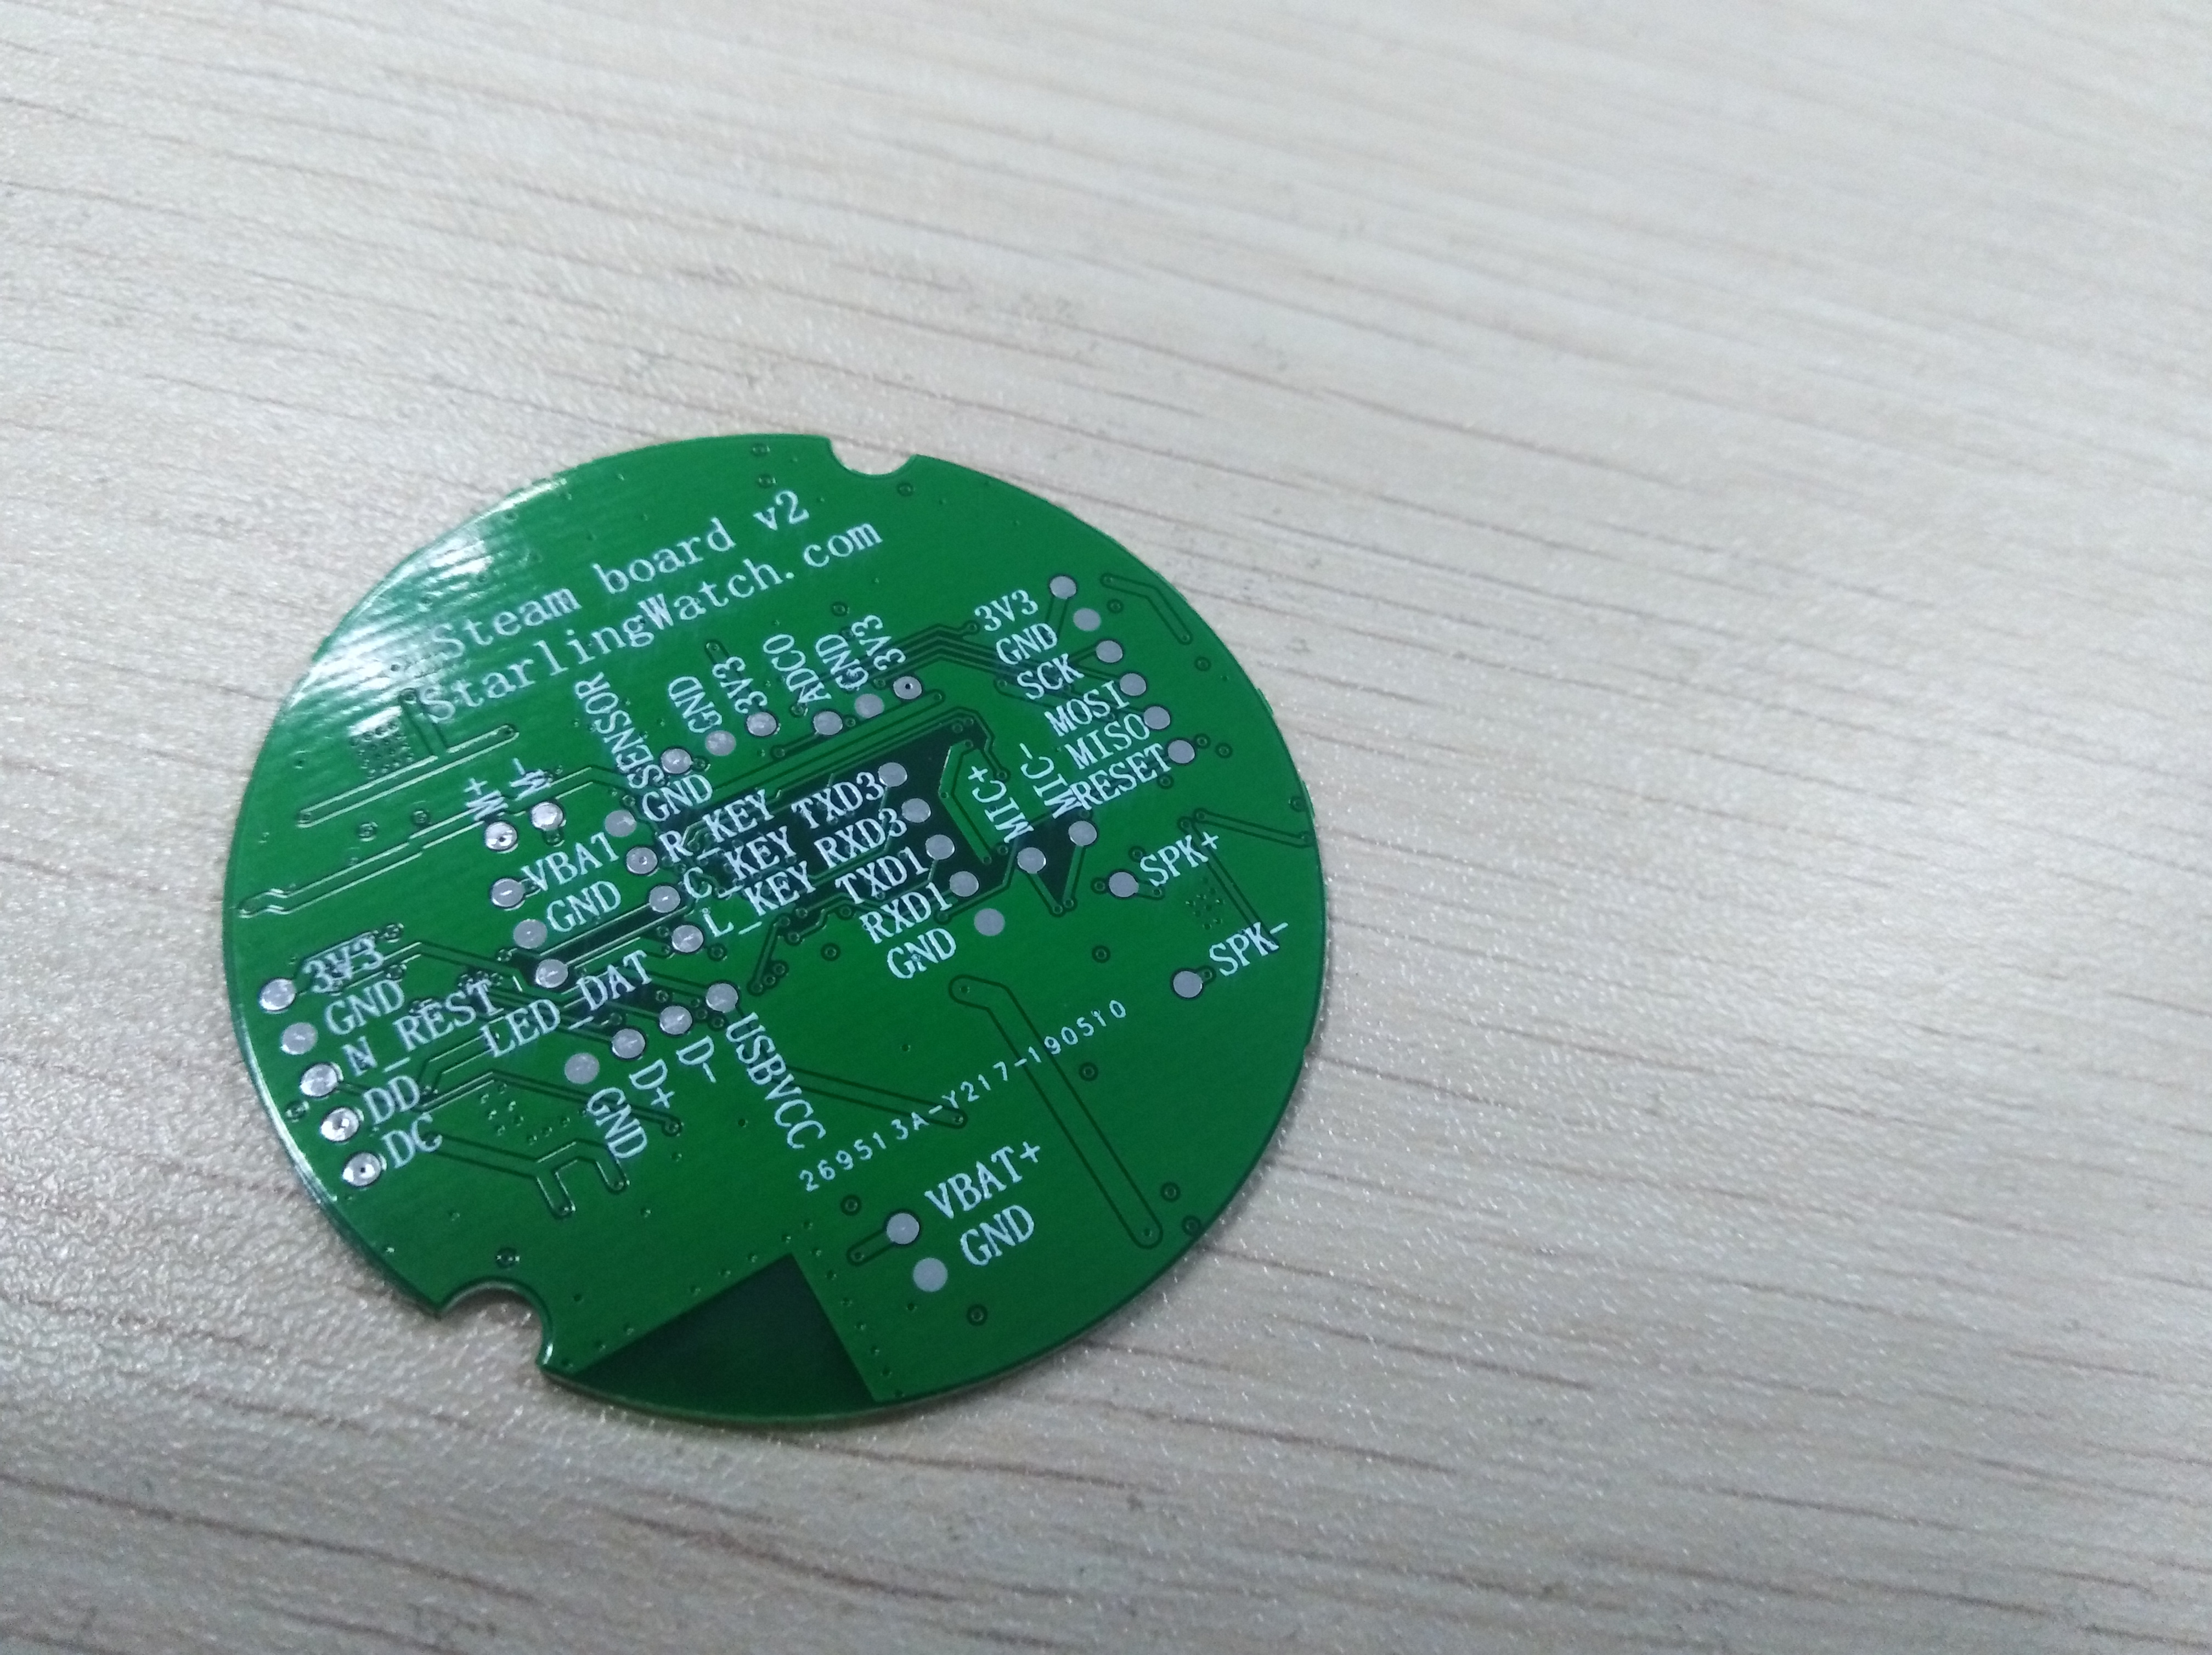 Steam board v2
StarlingWatch.com
3V3
GND
SCK
MOSI
MISO
RESET
SENSOR
GND
3V3
ADC0
GND
3V3
M+
M-
GND
R_KEY
C_KEY
L_KEY
TXD3
RXD3
TXD1
RXD1
GND
MIC+
MIC-
SPK+
SPK-
VBAT
GND
LED_DAT
3V3
GND
N_REST
DD
DC
GND
D+
D-
USBVCC
269513A-Y217-190510
VBAT+
GND